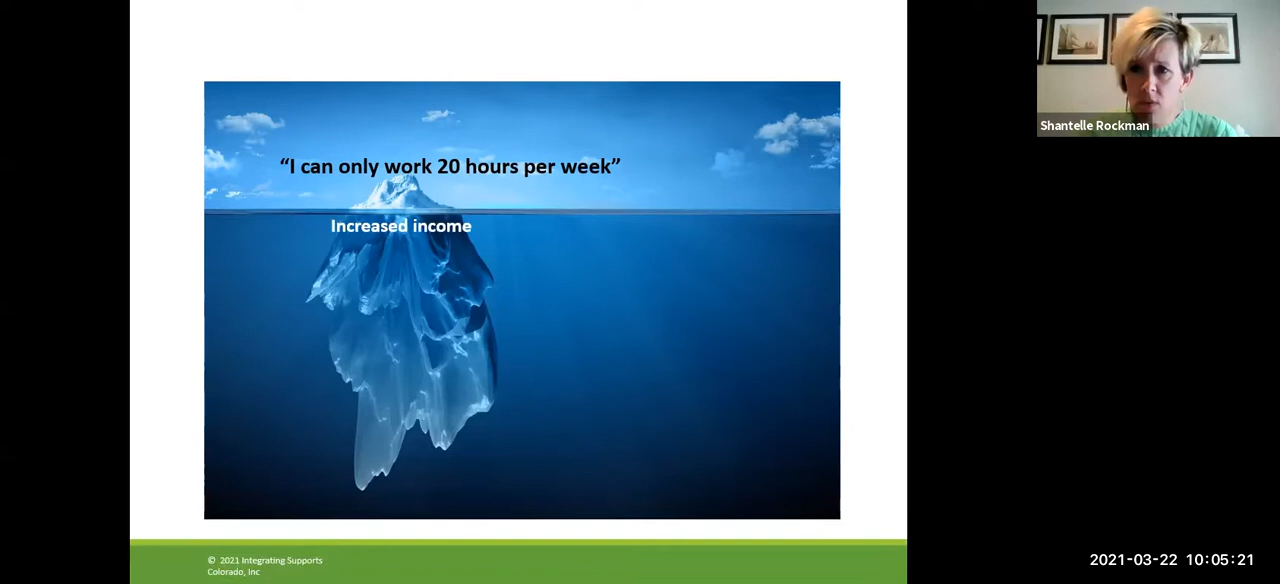 “I can only work 20 hours per week”
Increased income
© 2021 Integrating Supports
Colorado, Inc
Shantelle Rockman
2021-03-22 10:05:21